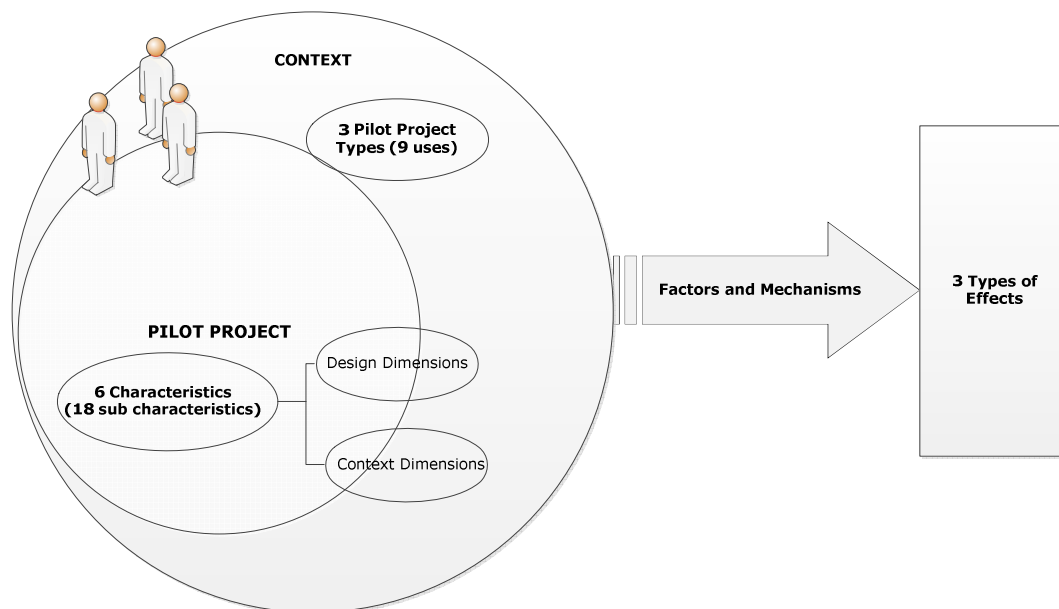 CONTEXT
3 Pilot Project
Types (9 uses)
PILOT PROJECT
6 Characteristics
(18 sub characteristics)
Design Dimensions
Context Dimensions
Factors and Mechanisms
3 Types of
Effects